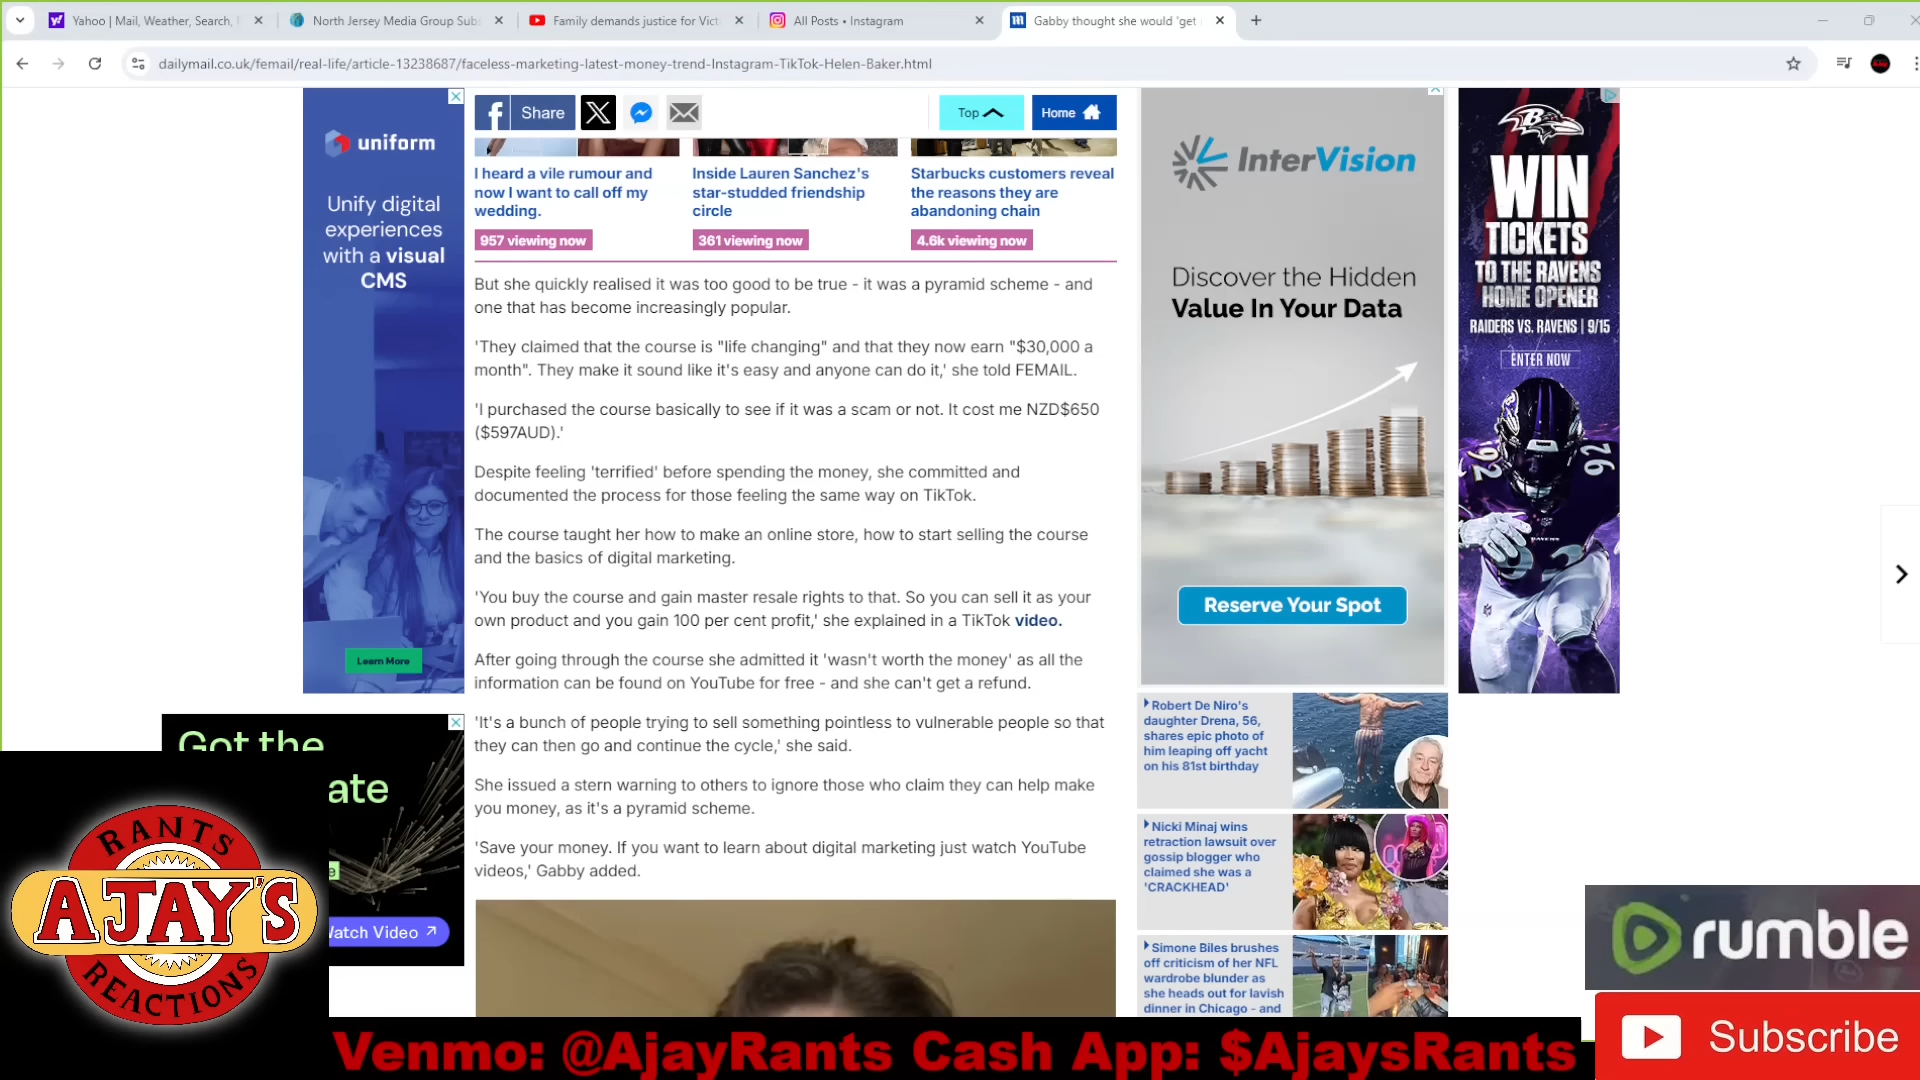 Yahoo | Mail, Weather, Search,
North Jersey Media Group Sub
Family demands justice for Vict
All Posts • Instagram
Gabby thought she would 'get
dailymail.co.uk/femail/real-life/article-13238687/faceless-marketing-latest-money-trend-Instagram-TikTok-Helen-Baker.html
Share
Top
Home
uniform
Unify digital
experiences
with a visual
CMS
Learn More
I heard a vile rumour and
now I want to call off my
wedding.
957 viewing now
Inside Lauren Sanchez's
star-studded friendship
circle
361 viewing now
Starbucks customers reveal
the reasons they are
abandoning chain
4.6k viewing now
But she quickly realised it was too good to be true - it was a pyramid scheme - and
one that has become increasingly popular.
'They claimed that the course is "life changing" and that they now earn "$30,000 a
month". They make it sound like it's easy and anyone can do it,' she told FEMAIL.
'I purchased the course basically to see if it was a scam or not. It cost me NZD$650
($597AUD).'
Despite feeling 'terrified' before spending the money, she committed and
documented the process for those feeling the same way on TikTok.
The course taught her how to make an online store, how to start selling the course
and the basics of digital marketing.
'You buy the course and gain master resale rights to that. So you can sell it as your
own product and you gain 100 per cent profit,' she explained in a TikTok video.
After going through the course she admitted it 'wasn't worth the money' as all the
information can be found on YouTube for free - and she can't get a refund.
'It's a bunch of people trying to sell something pointless to vulnerable people so that
they can then go and continue the cycle,' she said.
She issued a stern warning to others to ignore those who claim they can help make
you money, as it's a pyramid scheme.
'Save your money. If you want to learn about digital marketing just watch YouTube
videos,' Gabby added.
InterVision
Discover the Hidden
Value In Your Data
Reserve Your Spot
WIN
TICKETS
TO THE RAVENS
HOME OPENER
RAIDERS VS. RAVENS | 9/15
ENTER NOW
92
92
RAVENS
Robert De Niro's
daughter Drena, 56,
shares epic photo of
him leaping off yacht
on his 81st birthday
Nicki Minaj wins
retraction lawsuit over
gossip blogger who
claimed she was a
'CRACKHEAD'
Simone Biles brushes
off criticism of her NFL
wardrobe blunder as
she heads out for lavish
dinner in Chicago - and
Got the
ate
e
Watch Video
RANTS
AJAY'S
REACTIONS
rumble
Subscribe
Venmo: @AjayRants Cash App: $AjaysRants